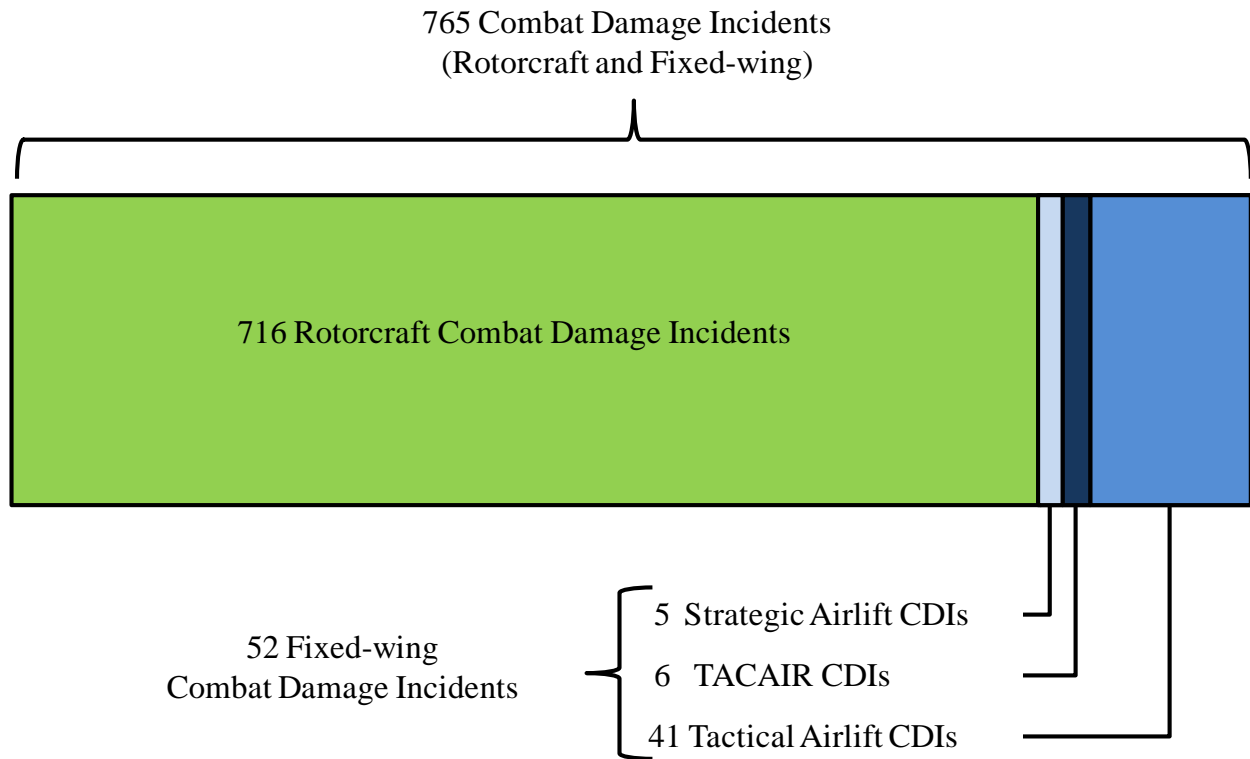 765 Combat Damage Incidents
(Rotorcraft and Fixed-wing)
716 Rotorcraft Combat Damage Incidents
52 Fixed-wing
Combat Damage Incidents
5 Strategic Airlift CDIs
6 TACAIR CDIs
41 Tactical Airlift CDIs